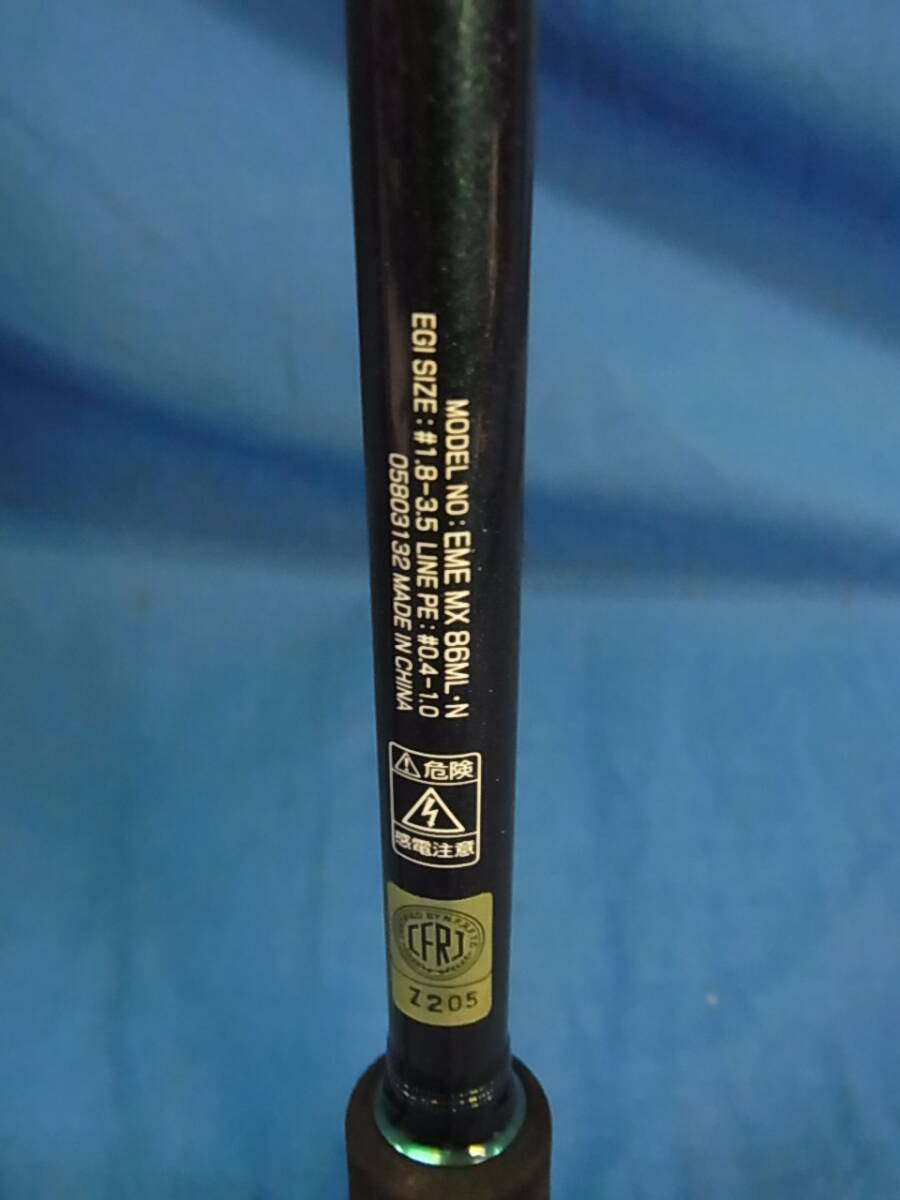 MODEL NO : EME MX 86ML・N
EGI SIZE : #1.8-3.5 LINE PE : #0.4-1.0
05803132 MADE IN CHINA
危険
感電注意
CFRJ
Z205